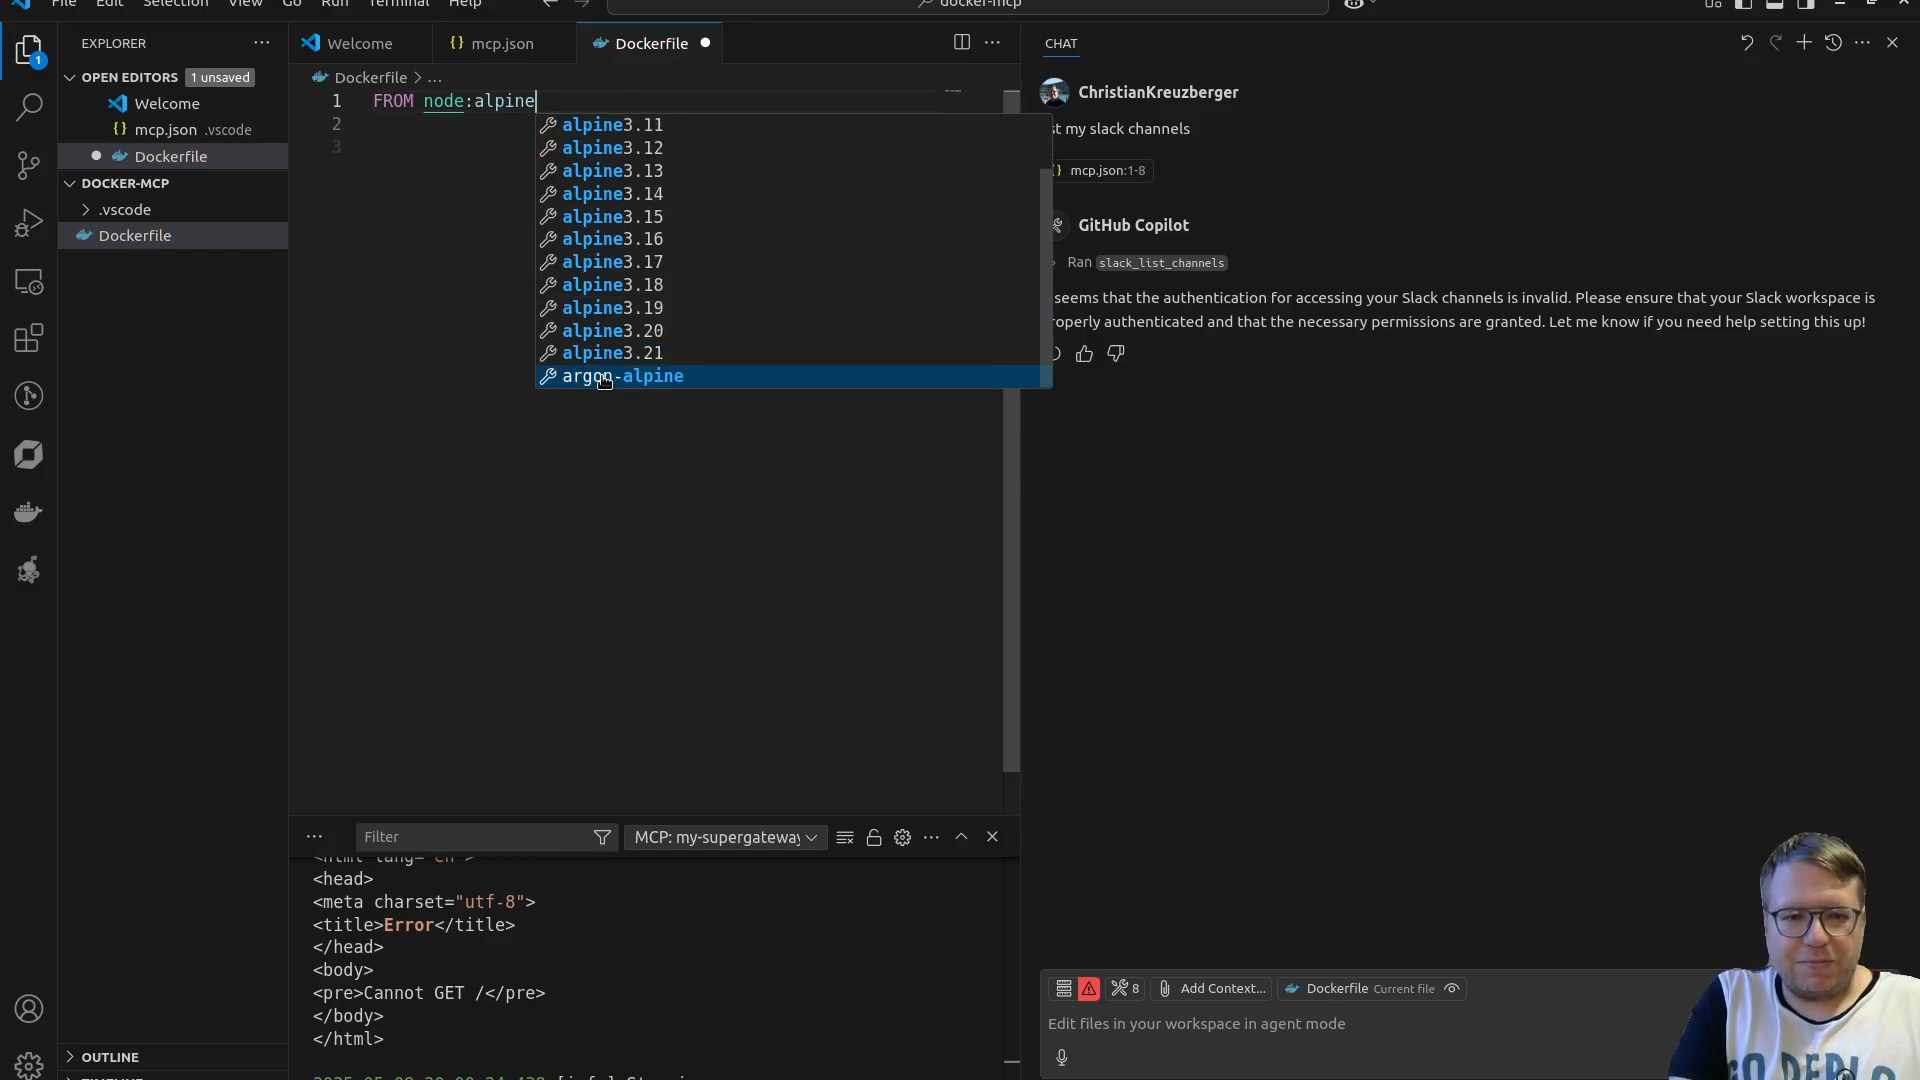 File Edit Selection View Go Run Terminal Help
docker-mcp
EXPLORER
OPEN EDITORS 1 unsaved
Welcome
mcp.json .vscode
Dockerfile
DOCKER-MCP
.vscode
Dockerfile
OUTLINE
1
Welcome
mcp.json
Dockerfile
Dockerfile > ...
1 FROM node:alpine
2
3
alpine3.11
alpine3.12
alpine3.13
alpine3.14
alpine3.15
alpine3.16
alpine3.17
alpine3.18
alpine3.19
alpine3.20
alpine3.21
argon-alpine
Filter
MCP: my-supergateway
<html lang="en">
<head>
<meta charset="utf-8">
<title>Error</title>
</head>
<body>
<pre>Cannot GET /</pre>
</body>
</html>
CHAT
ChristianKreuzberger
st my slack channels
mcp.json:1-8
GitHub Copilot
Ran slack_list_channels
seems that the authentication for accessing your Slack channels is invalid. Please ensure that your Slack workspace is
roperly authenticated and that the necessary permissions are granted. Let me know if you need help setting this up!
8
Add Context...
Dockerfile Current file
Edit files in your workspace in agent mode